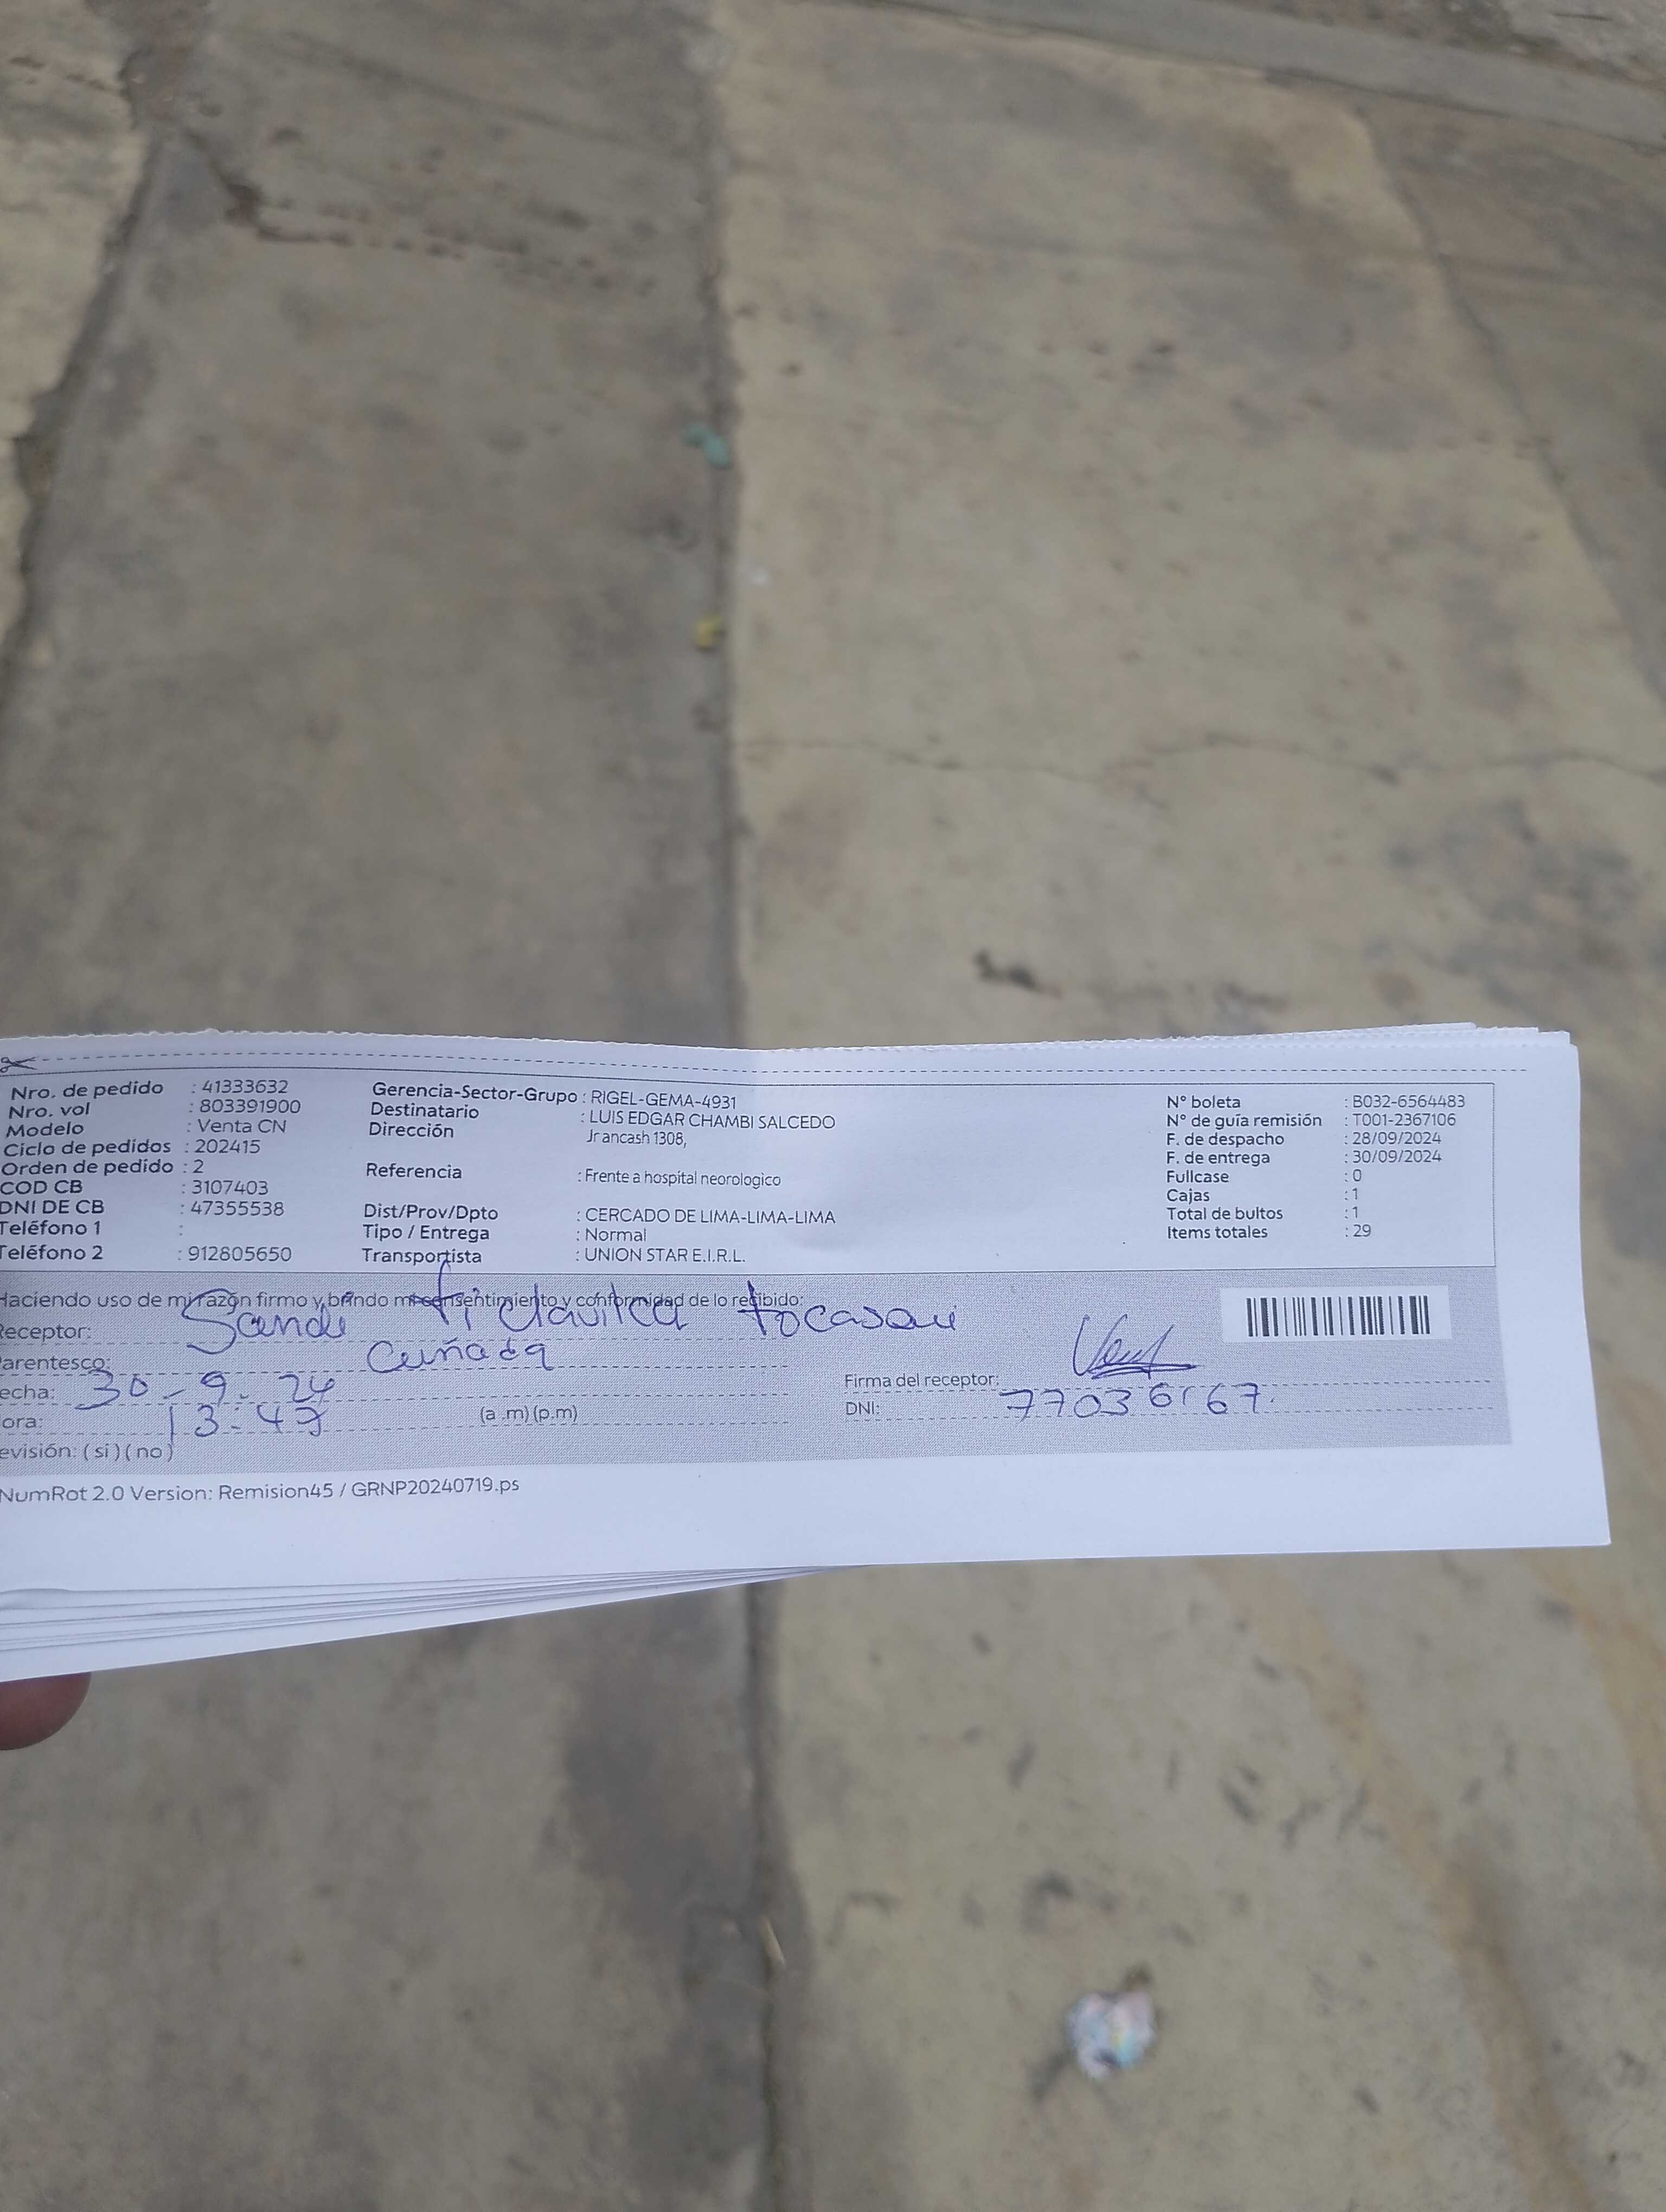 Nro. de pedido : 41333632
Nro. vol : 803391900
Modelo : Venta CN
Ciclo de pedidos : 202415
Orden de pedido : 2
COD CB : 3107403
DNI DE CB : 47355538
Teléfono 1 :
Teléfono 2 : 912805650
Gerencia-Sector-Grupo : RIGEL-GEMA-4931
Destinatario : LUIS EDGAR CHAMBI SALCEDO
Dirección Jr ancash 1308,
Referencia : Frente a hospital neorologico
Dist/Prov/Dpto : CERCADO DE LIMA-LIMA-LIMA
Tipo / Entrega : Normal
Transportista : UNION STAR E.I.R.L.
N° boleta : B032-6564483
N° de guía remisión : T001-2367106
F. de despacho : 28/09/2024
F. de entrega : 30/09/2024
Fullcase : 0
Cajas : 1
Total de bultos : 1
Items totales : 29
Haciendo uso de mi razón firmo y brindo mi consentimiento y conformidad de lo recibido:
Receptor: Sandi ticlavilca
Parentesco: Cuñada
echa: 30-9-24
ora: 13:47 (a .m) (p.m)
evisión: ( si ) ( no )
Firma del receptor:
DNI: 77036167
NumRot 2.0 Version: Remision45 / GRNP20240719.ps